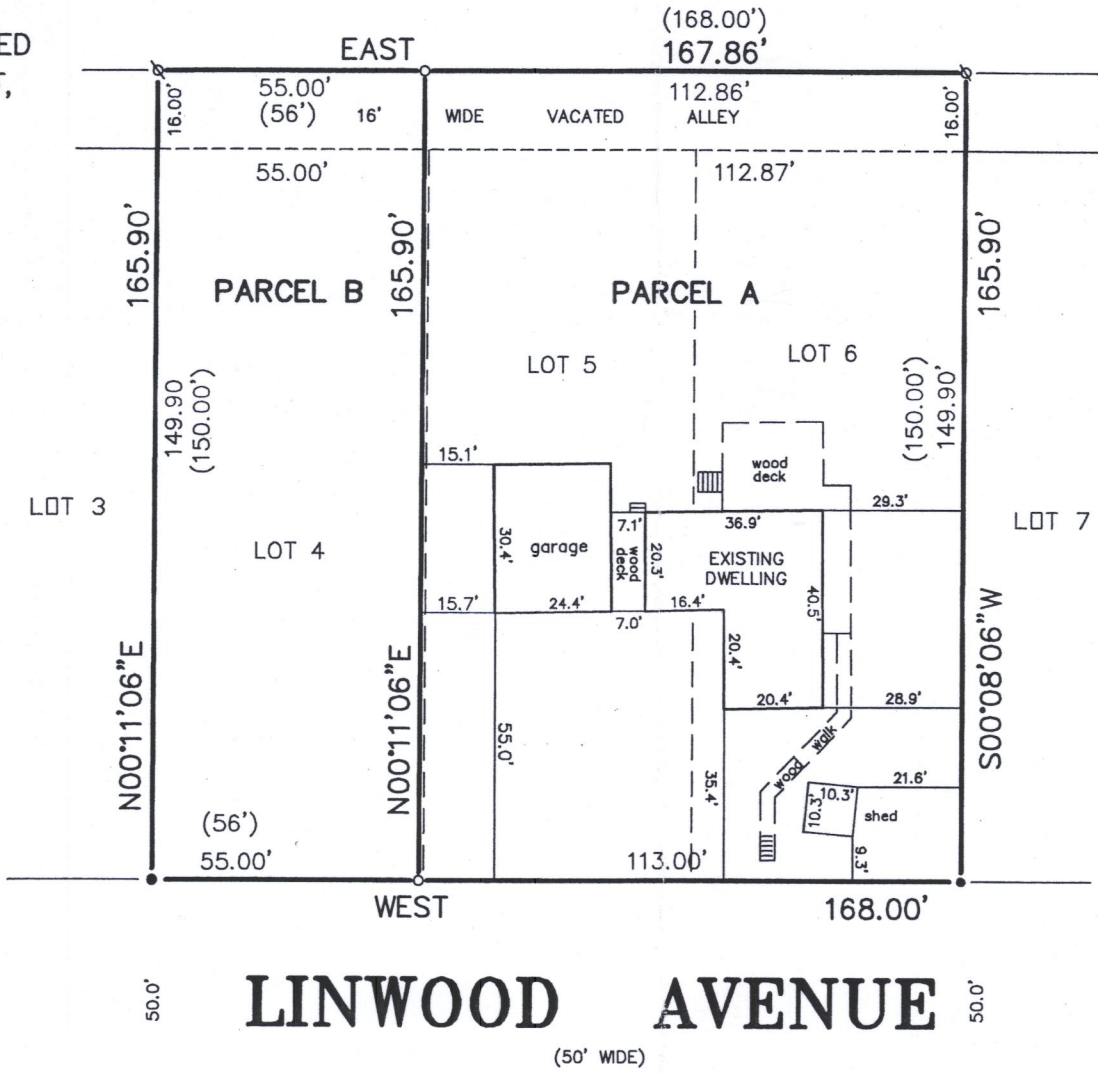 ED
T,
(168.00')
EAST 167.86'
55.00' 112.86'
(56') 16' WIDE VACATED ALLEY
16.00'
16.00'
55.00' 112.87'
165.90'
165.90'
165.90'
PARCEL B PARCEL A
LOT 5 LOT 6
149.90
(150.00')
(150.00')
149.90'
15.1'
wood
deck
29.3'
LOT 3 LOT 4 LOT 7
30.4'
garage
7.1'
wood
deck
20.3'
36.9'
EXISTING
DWELLING
40.5'
15.7' 24.4' 7.0' 16.4'
20.4'
20.4' 28.9'
N00°11'06"E
N00°11'06"E
S00°08'06"W
55.0'
35.4'
wood walk
21.6'
10.3'
10.3'
shed
9.3'
(56')
55.00' 113.00'
WEST 168.00'
50.0'
LINWOOD AVENUE
50.0'
(50' WIDE)